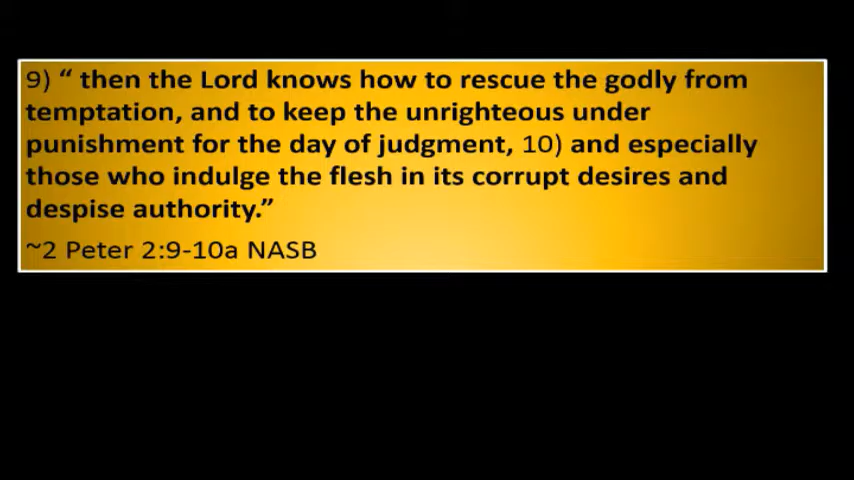 9) “ then the Lord knows how to rescue the godly from
temptation, and to keep the unrighteous under
punishment for the day of judgment, 10) and especially
those who indulge the flesh in its corrupt desires and
despise authority.”
~2 Peter 2:9-10a NASB